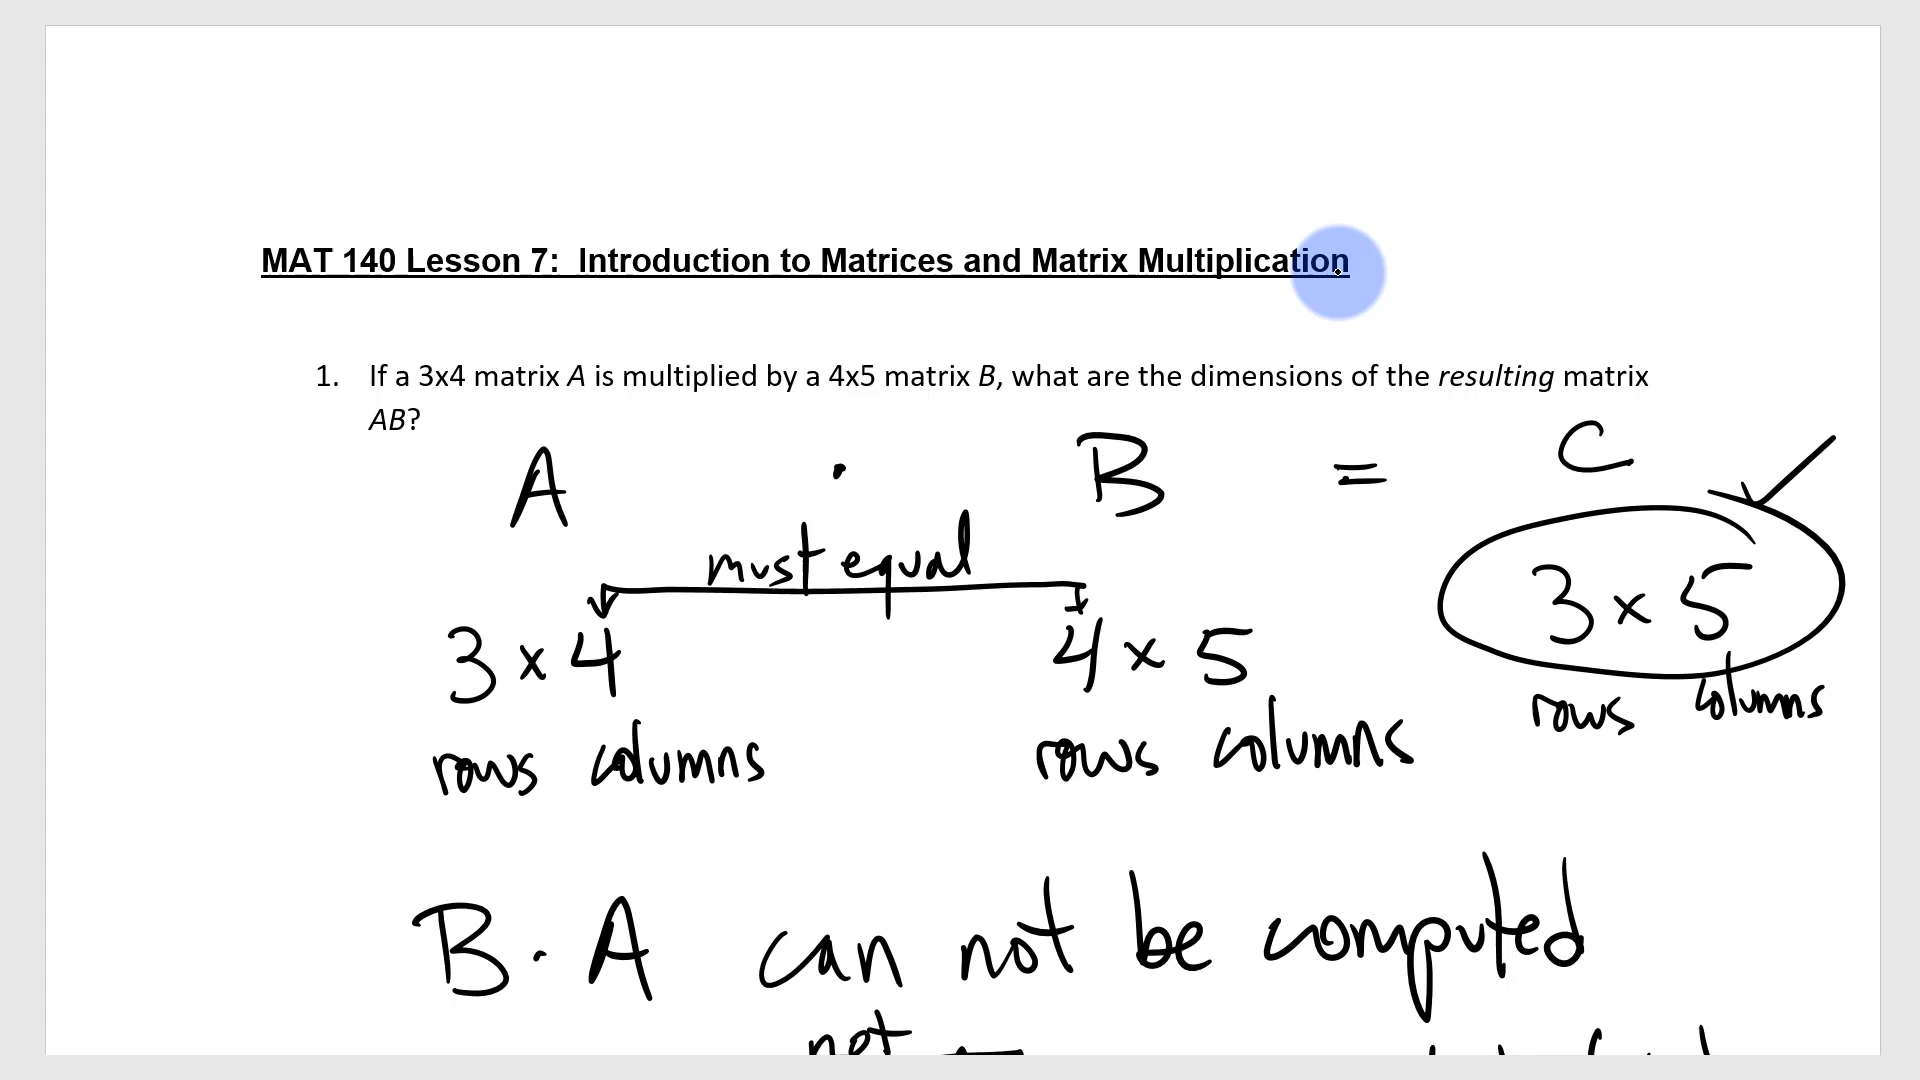 MAT 140 Lesson 7:  Introduction to Matrices and Matrix Multiplication
1. If a 3x4 matrix A is multiplied by a 4x5 matrix B, what are the dimensions of the resulting matrix
AB?
A · B = C
must equal
3 x 4 4 x 5 3 x 5
rows columns rows columns rows columns
B · A can not be computed
not